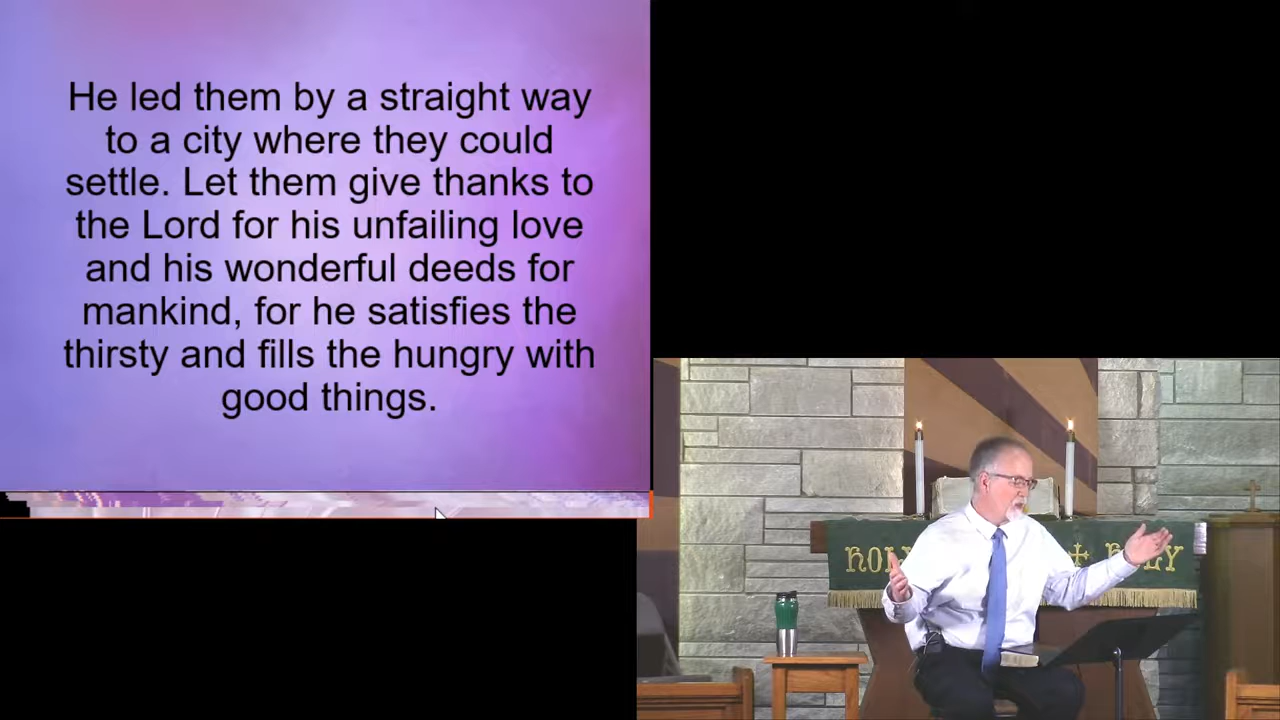 He led them by a straight way
to a city where they could
settle. Let them give thanks to
the Lord for his unfailing love
and his wonderful deeds for
mankind, for he satisfies the
thirsty and fills the hungry with
good things.
HOLY